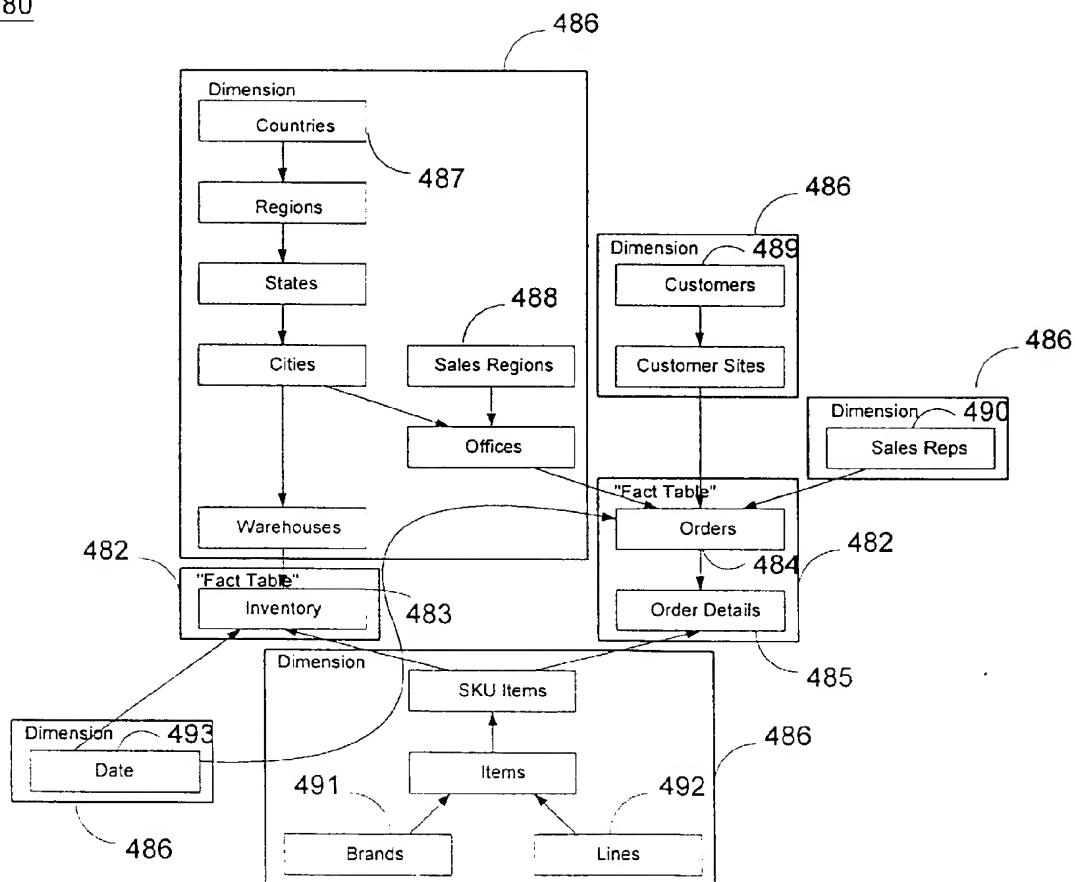 80
486
Dimension
Countries
487
Regions
486
Dimension
489
States
Customers
488
486
Cities
Sales Regions
Customer Sites
Dimension
490
Offices
Sales Reps
"Fact Table"
Warehouses
Orders
482
484
482
"Fact Table"
483
Inventory
Order Details
Dimension
485
SKU Items
Dimension
493
486
Date
Items
491
492
486
Brands
Lines